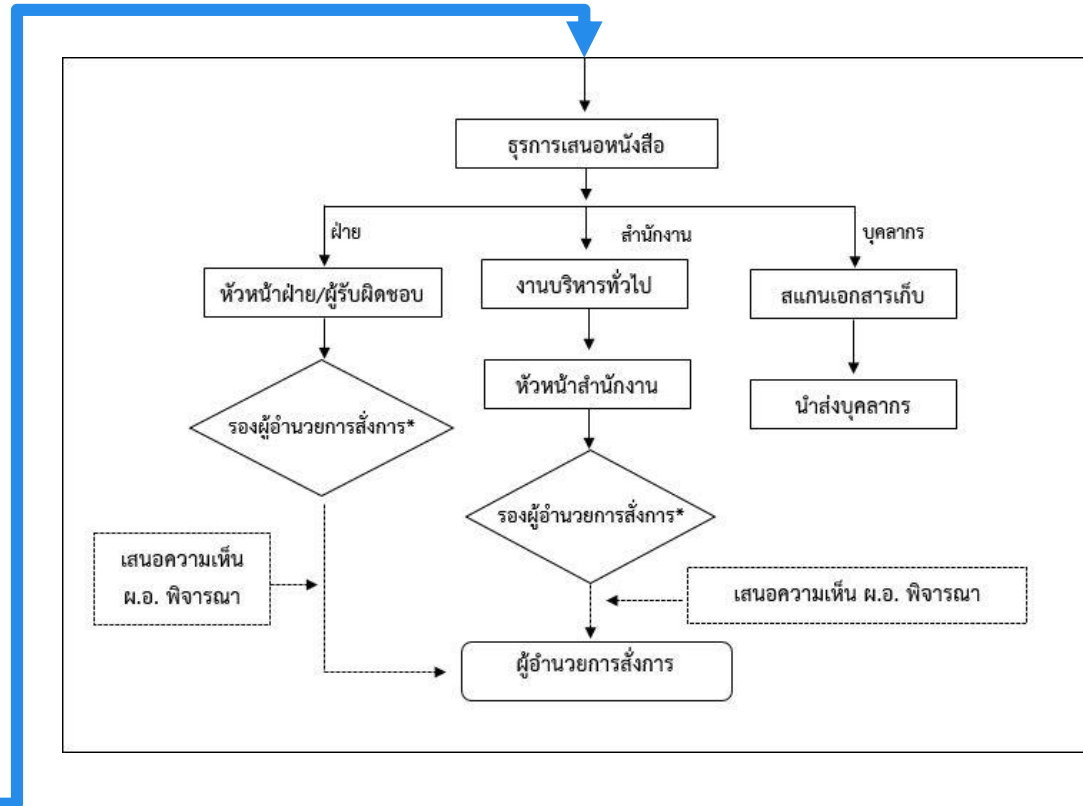 ธุรการเสนอหนังสือ
ฝ่าย
สำนักงาน
บุคลากร
หัวหน้าฝ่าย/ผู้รับผิดชอบ
งานบริหารทั่วไป
สแกนเอกสารเก็บ
หัวหน้าสำนักงาน
นำส่งบุคลากร
รองผู้อำนวยการสั่งการ*
รองผู้อำนวยการสั่งการ*
เสนอความเห็น
ผ.อ. พิจารณา
เสนอความเห็น ผ.อ. พิจารณา
ผู้อำนวยการสั่งการ